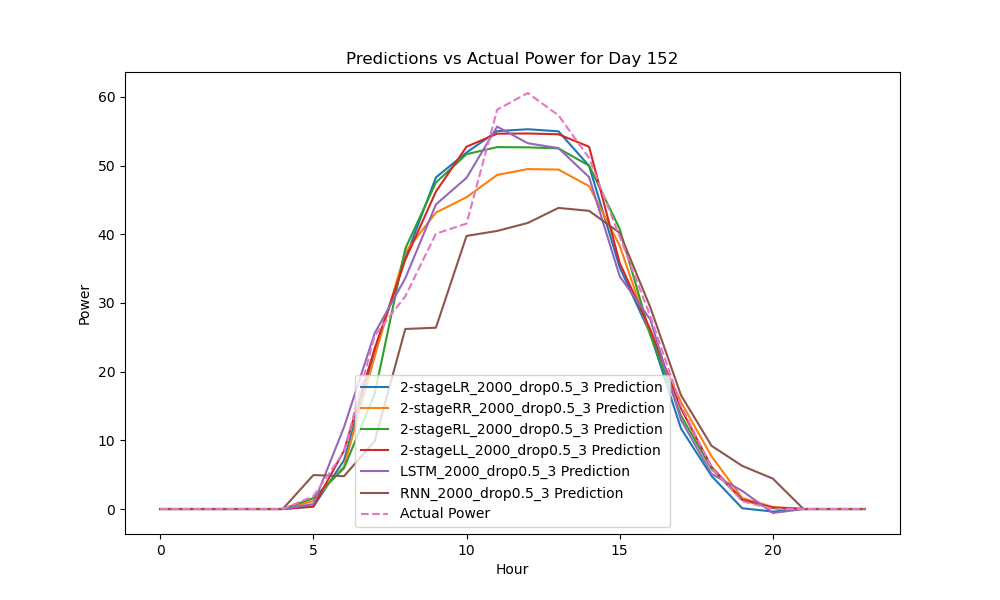 Predictions vs Actual Power for Day 152
Power
60
50
40
30
20
10
0
2-stageLR_2000_drop0.5_3 Prediction
2-stageRR_2000_drop0.5_3 Prediction
2-stageRL_2000_drop0.5_3 Prediction
2-stageLL_2000_drop0.5_3 Prediction
LSTM_2000_drop0.5_3 Prediction
RNN_2000_drop0.5_3 Prediction
Actual Power
0 5 10 15 20
Hour